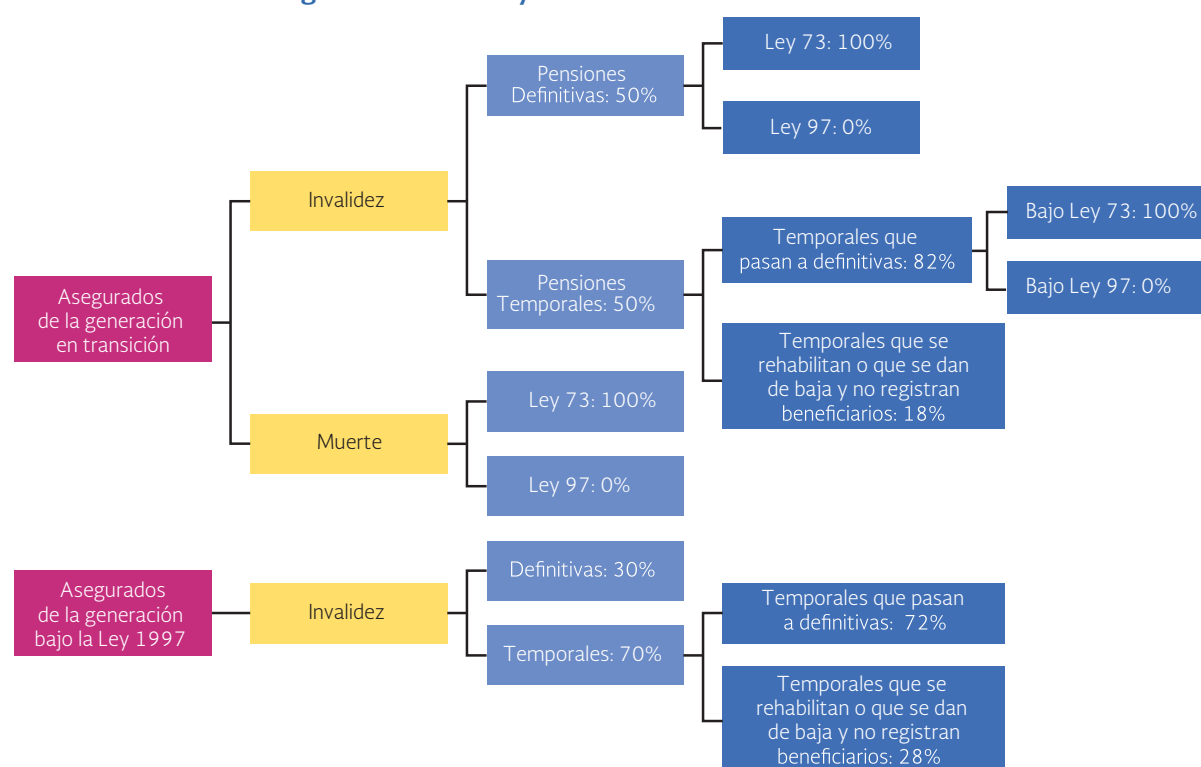 Asegurados
de la generación
en transición
Invalidez
Pensiones
Definitivas: 50%
Ley 73: 100%
Ley 97: 0%
Pensiones
Temporales: 50%
Temporales que
pasan a definitivas: 82%
Bajo Ley 73: 100%
Bajo Ley 97: 0%
Temporales que se
rehabilitan o que se dan
de baja y no registran
beneficiarios: 18%
Muerte
Ley 73: 100%
Ley 97: 0%
Asegurados
de la generación
bajo la Ley 1997
Invalidez
Definitivas: 30%
Temporales: 70%
Temporales que pasan
a definitivas: 72%
Temporales que se
rehabilitan o que se dan
de baja y no registran
beneficiarios: 28%